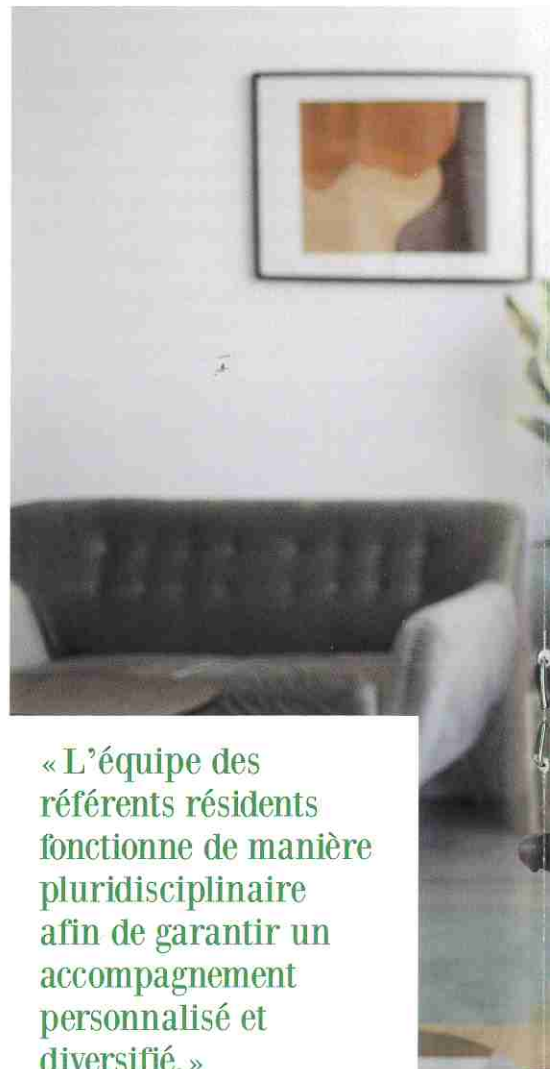 « L’équipe des
référents résidents
fonctionne de manière
pluridisciplinaire
afin de garantir un
accompagnement
personnalisé et
diversifié. »